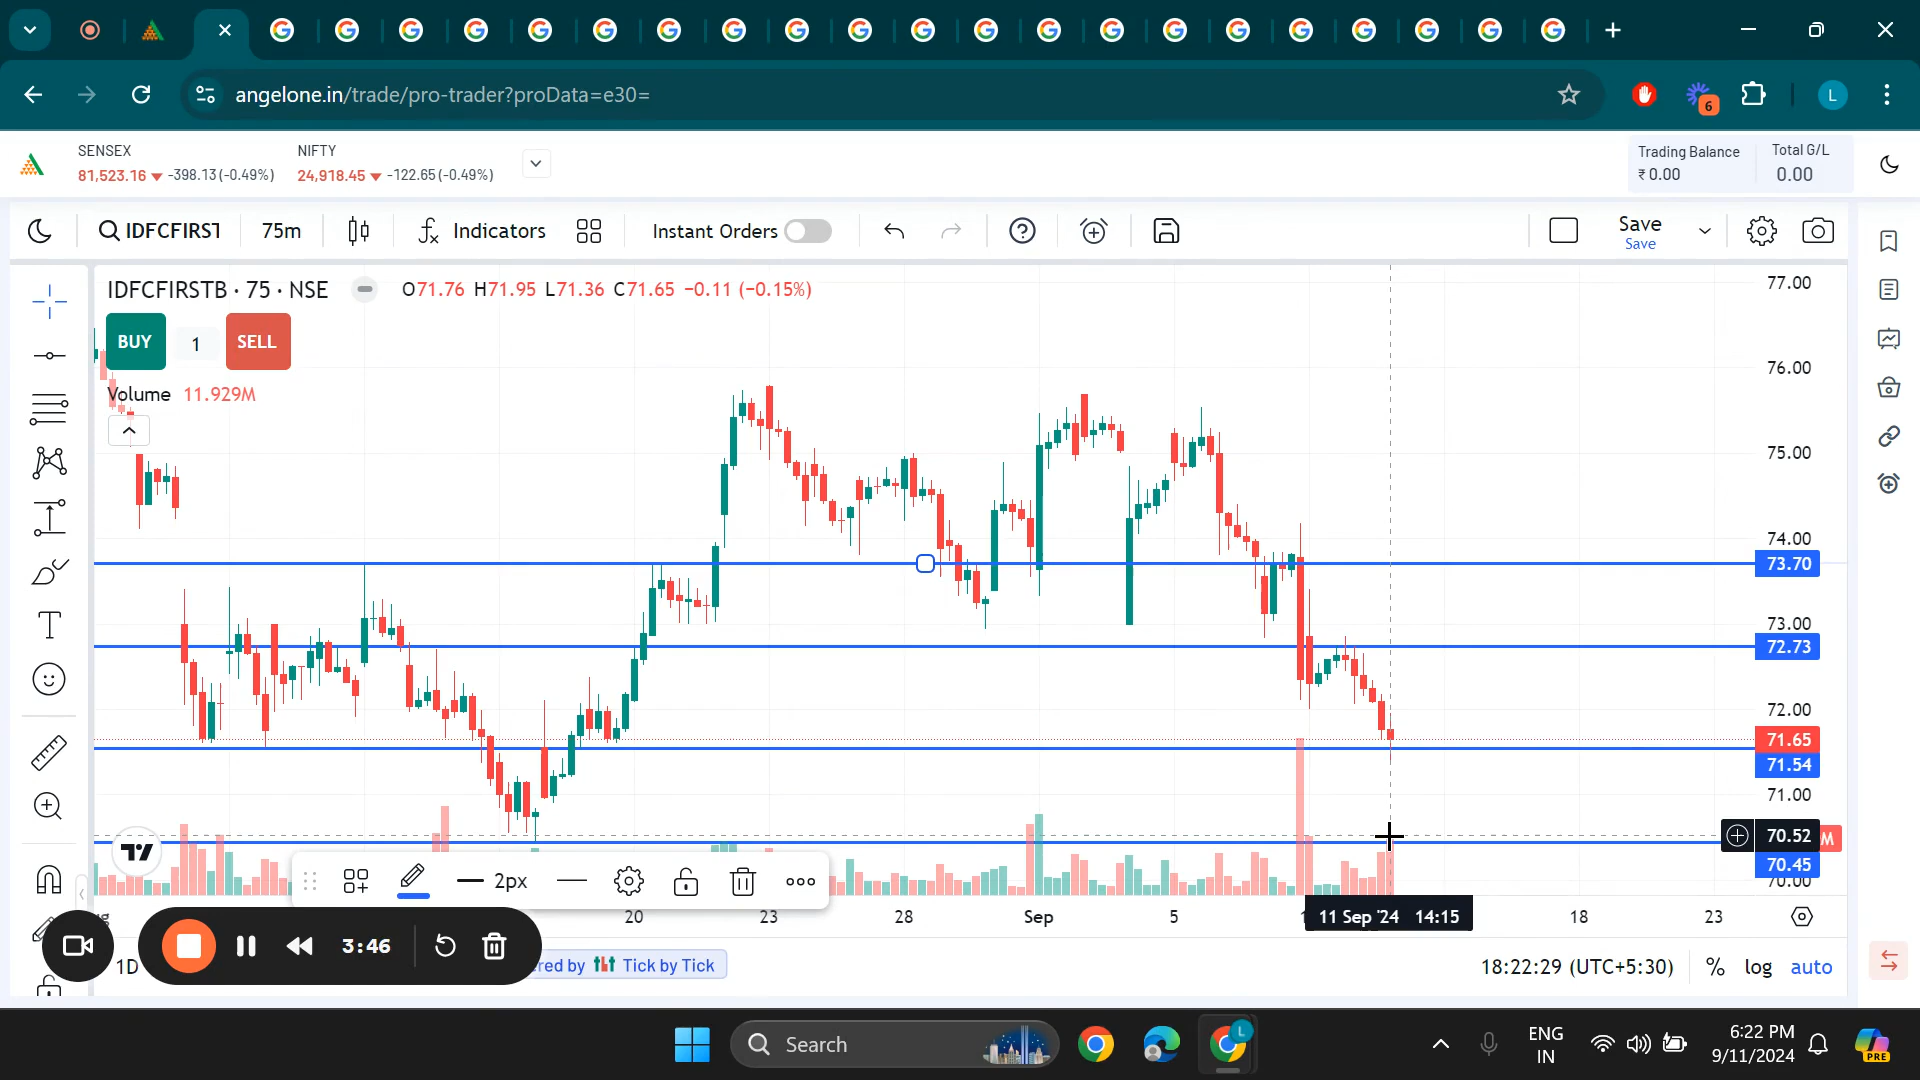 angelone.in/trade/pro-trader?proData=e30=
6
L
SENSEX
81,523.16 -398.13(-0.49%)
NIFTY
24,918.45 -122.65(-0.49%)
Trading Balance
₹ 0.00
Total G/L
0.00
IDFCFIRST
75m
Indicators
Instant Orders
Save
Save
IDFCFIRSTB · 75 · NSE
O71.76 H71.95 L71.36 C71.65 −0.11 (−0.15%)
BUY
1
SELL
Volume 11.929M
77.00
76.00
75.00
74.00
73.70
73.00
72.73
72.00
71.65
71.54
71.00
70.52
M
70.45
70.00
2px
20
23
28
Sep
5
11 Sep '24 14:15
18
23
3:46
1D
red by Tick by Tick
18:22:29 (UTC+5:30)
%
log
auto
Search
L
ENG
IN
6:22 PM
9/11/2024
PRE